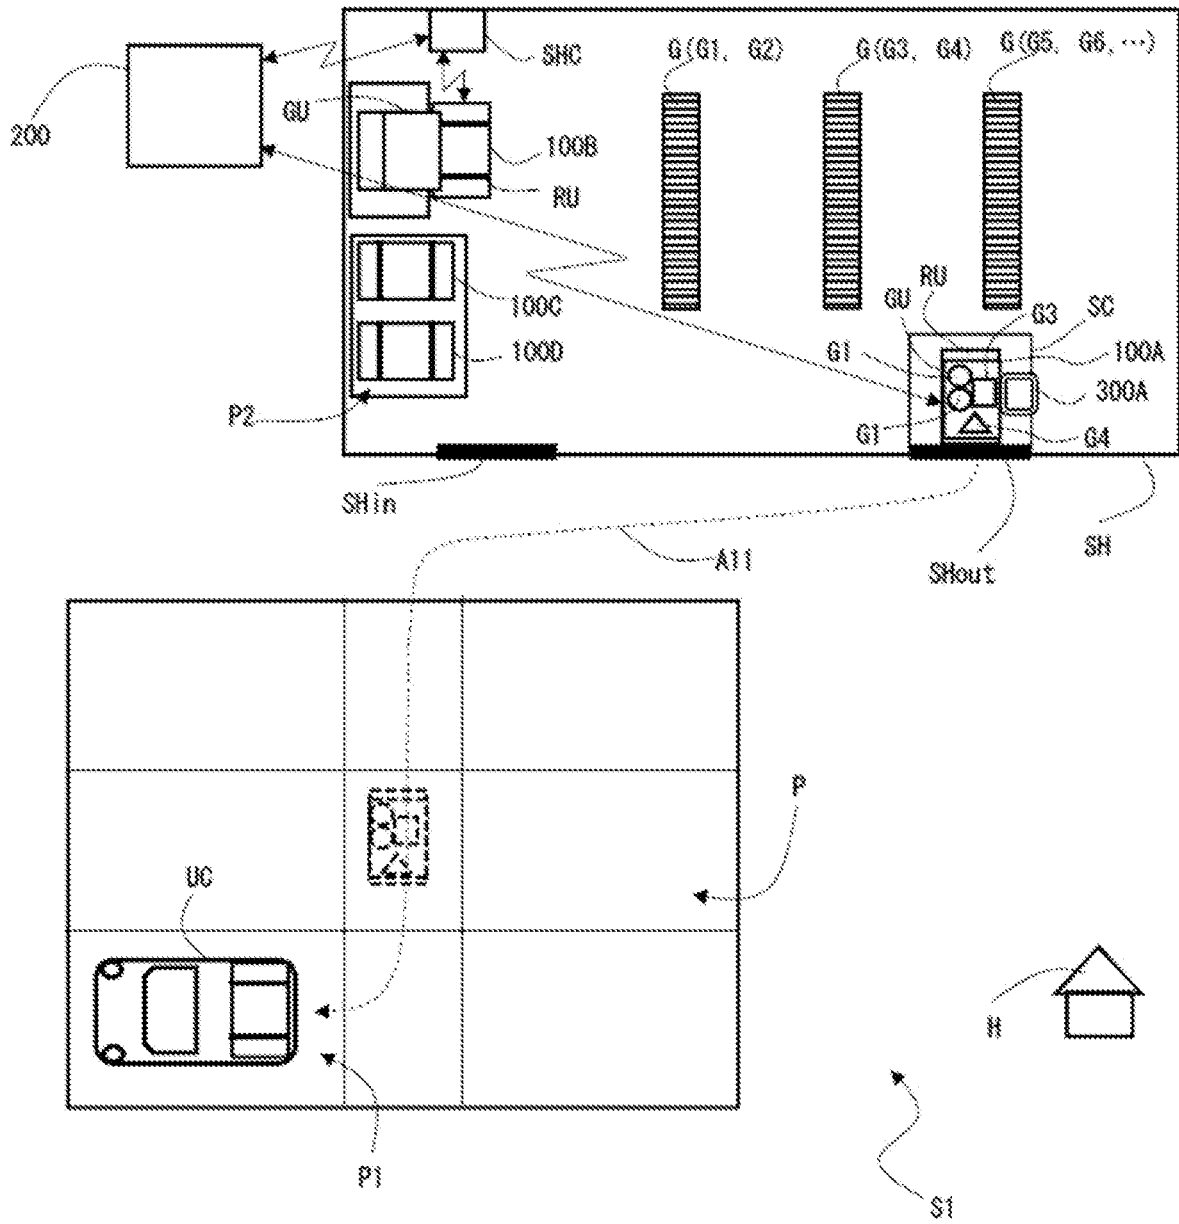 200
SHC
GU
100B
RU
100C
100D
P2
G(G1, G2)
G(G3, G4)
G(G5, G6, ···)
RU
GU
G3
SC
G1
100A
300A
G1
G4
SHin
A11
SHout
SH
P
UC
H
P1
S1